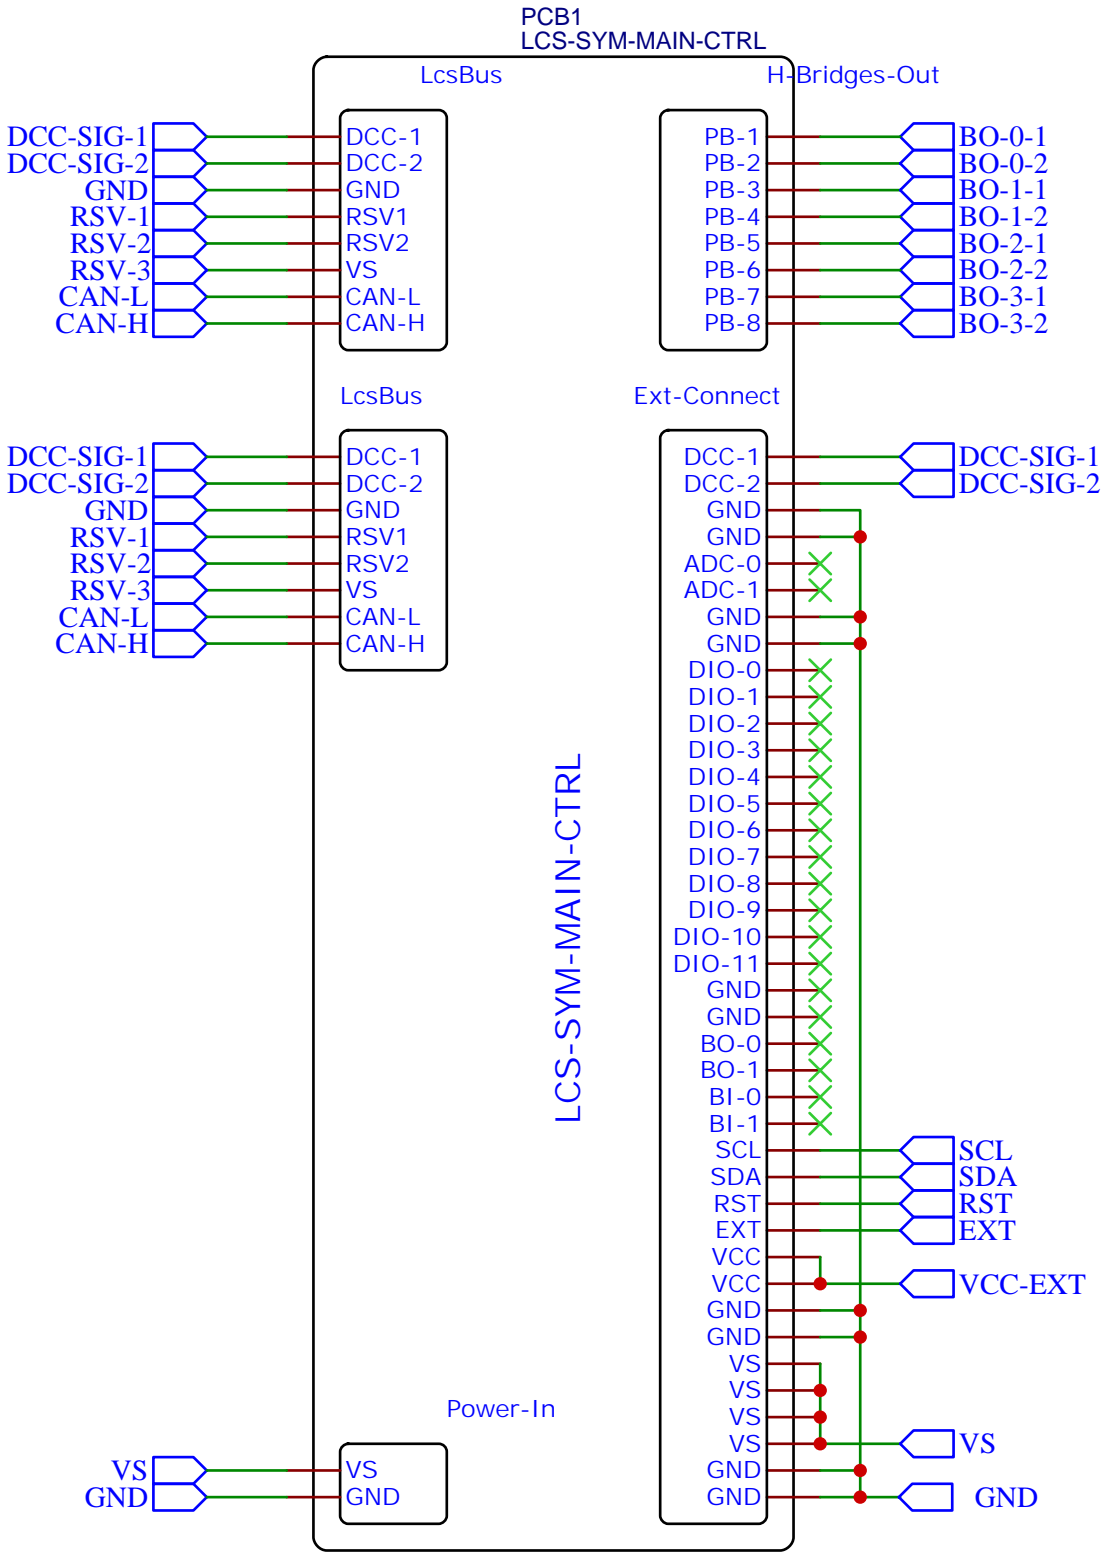 PCB1
LCS-SYM-MAIN-CTRL
LcsBus
DCC-SIG-1 DCC-1
DCC-SIG-2 DCC-2
GND GND
RSV-1 RSV1
RSV-2 RSV2
RSV-3 VS
CAN-L CAN-L
CAN-H CAN-H
H-Bridges-Out
PB-1 BO-0-1
PB-2 BO-0-2
PB-3 BO-1-1
PB-4 BO-1-2
PB-5 BO-2-1
PB-6 BO-2-2
PB-7 BO-3-1
PB-8 BO-3-2
LcsBus
DCC-SIG-1 DCC-1
DCC-SIG-2 DCC-2
GND GND
RSV-1 RSV1
RSV-2 RSV2
RSV-3 VS
CAN-L CAN-L
CAN-H CAN-H
Ext-Connect
DCC-1 DCC-SIG-1
DCC-2 DCC-SIG-2
GND
GND
ADC-0
ADC-1
GND
GND
DIO-0
DIO-1
DIO-2
DIO-3
DIO-4
DIO-5
DIO-6
DIO-7
DIO-8
DIO-9
DIO-10
DIO-11
GND
GND
BO-0
BO-1
BI-0
BI-1
SCL SCL
SDA SDA
RST RST
EXT EXT
VCC
VCC VCC-EXT
GND
GND
VS
VS
VS
VS VS
GND
GND GND
LCS-SYM-MAIN-CTRL
Power-In
VS VS
GND GND